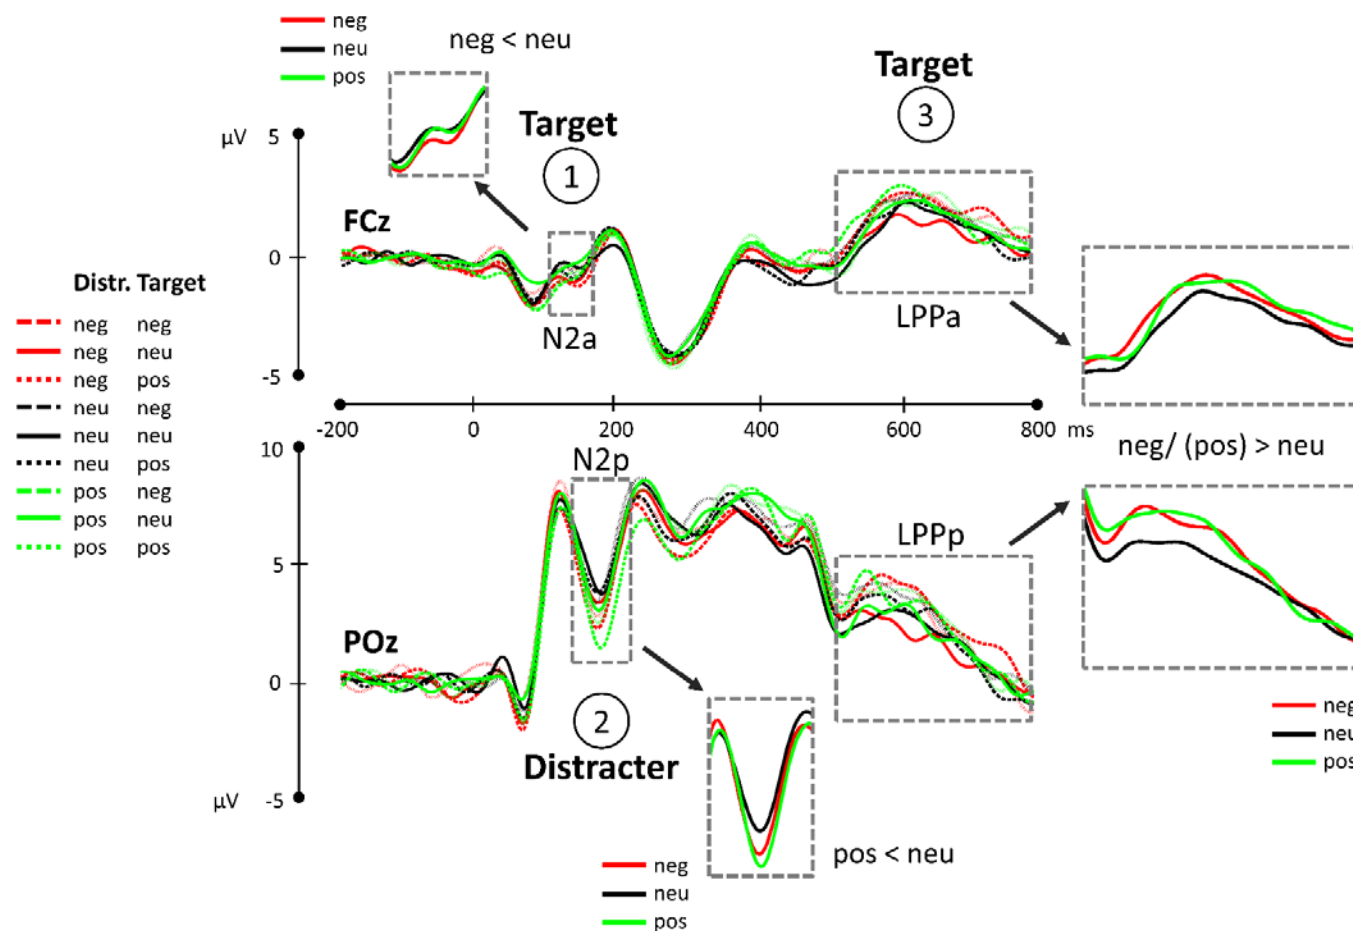 neg
neu
pos
neg < neu
Target
1
Target
3
μV
5
FCz
0
-5
N2a
LPPa
Distr. Target
neg neg
neg neu
neg pos
neu neg
neu neu
neu pos
pos neg
pos neu
pos pos
-200 0 200 400 600 800 ms
neg/ (pos) > neu
10
5
POz
0
μV -5
N2p
LPPp
2
Distracter
pos < neu
neg
neu
pos
neg
neu
pos